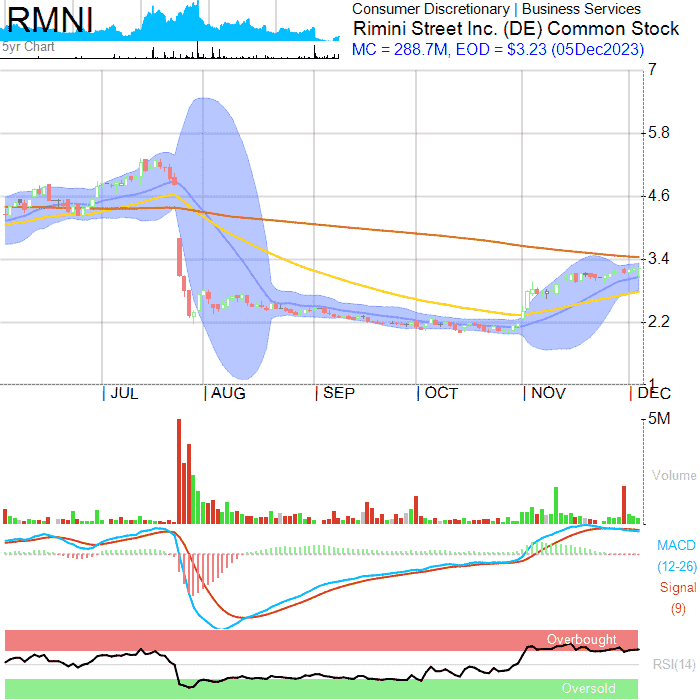 RMNI
5yr Chart
Consumer Discretionary | Business Services
Rimini Street Inc. (DE) Common Stock
MC = 288.7M, EOD = $3.23 (05Dec2023)
7
5.8
4.6
3.4
2.2
1
JUL AUG SEP OCT NOV DEC
5M
Volume
MACD
(12-26)
Signal
(9)
Overbought
RSI(14)
Oversold